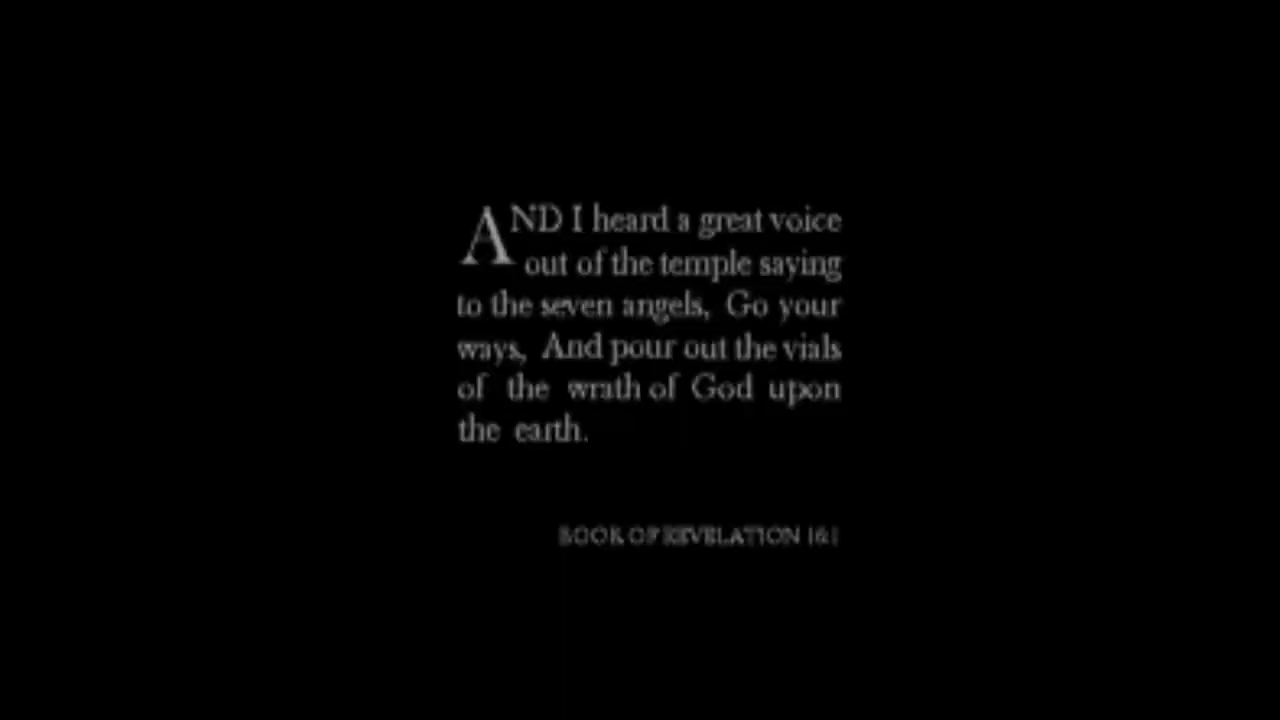 AND I heard a great voice
out of the temple saying
to the seven angels, Go your
ways, And pour out the vials
of the wrath of God upon
the earth.
BOOK OF REVELATION 16:1